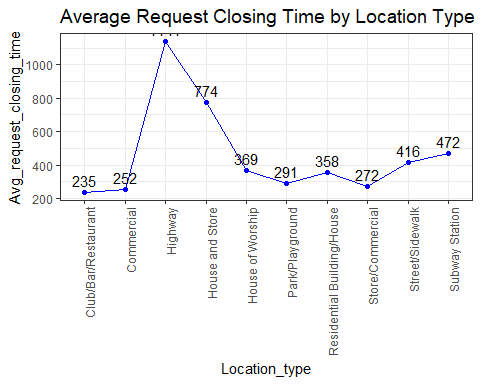 Average Request Closing Time by Location Type
Avg_request_closing_time
1000
800
600
400
200
235
252
774
369
291
358
272
416
472
Club/Bar/Restaurant
Commercial
Highway
House and Store
House of Worship
Park/Playground
Residential Building/House
Store/Commercial
Street/Sidewalk
Subway Station
Location_type